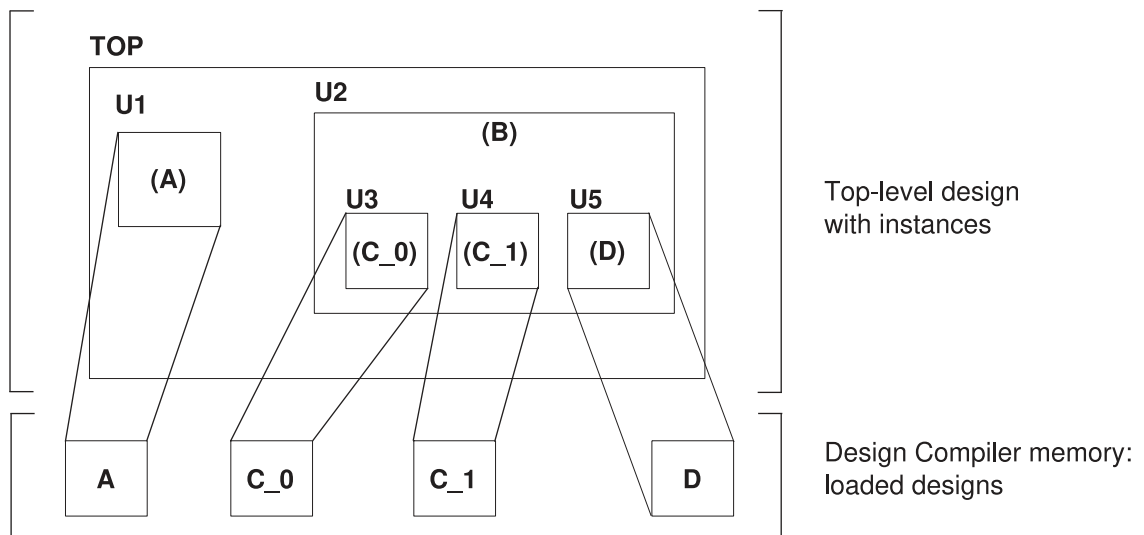 TOP
U1
U2
(A)
(B)
U3
U4
U5
(C_0)
(C_1)
(D)
Top-level design
with instances
A
C_0
C_1
D
Design Compiler memory:
loaded designs